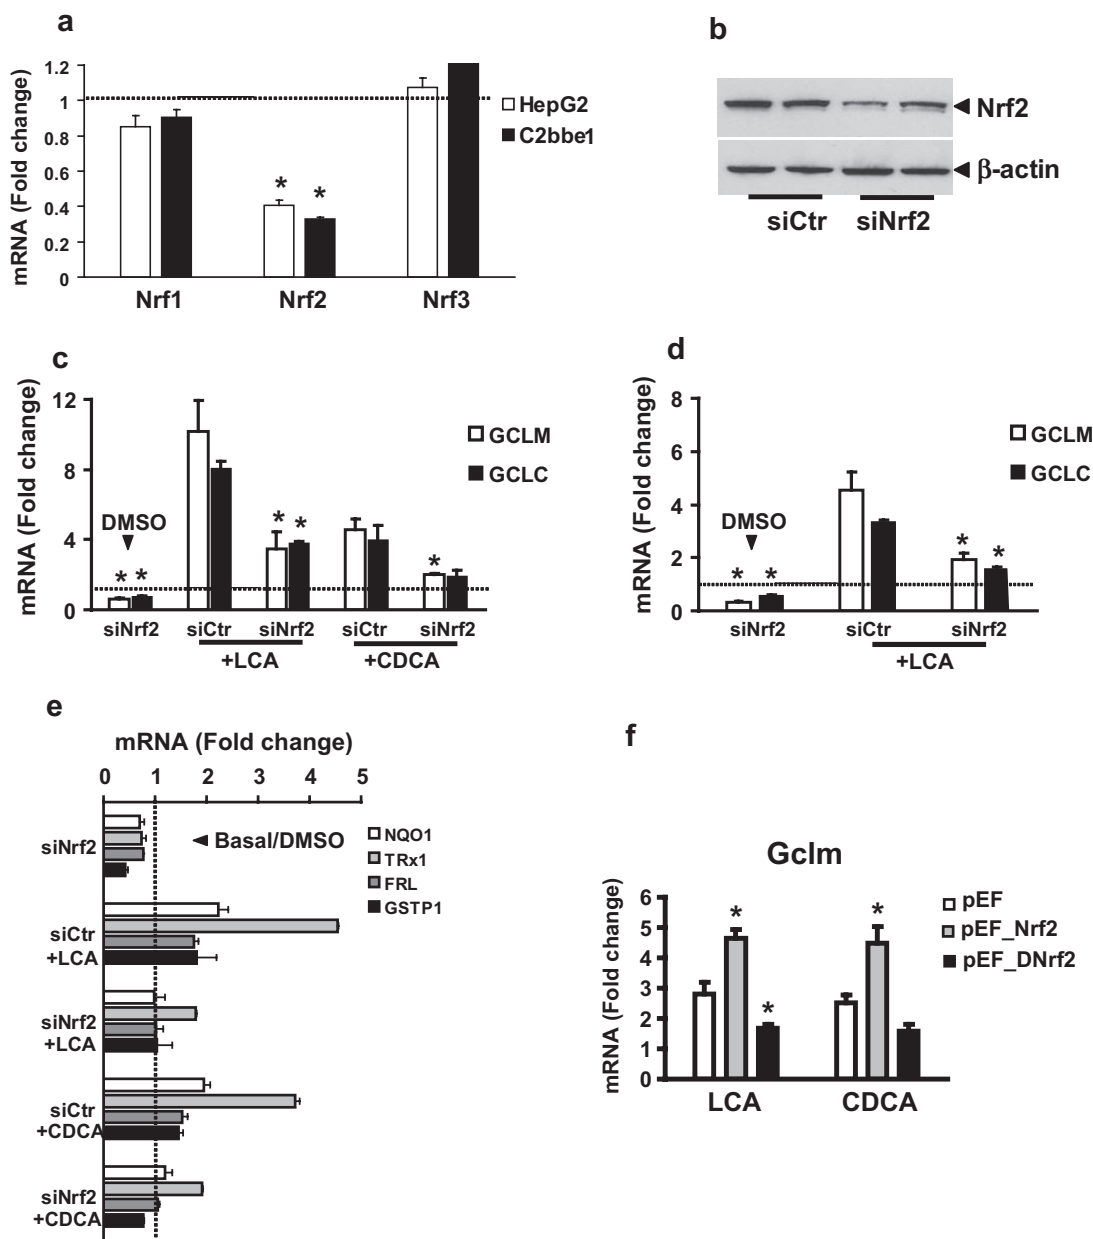 a
mRNA (Fold change)
1.2
1
0.8
0.6
0.4
0.2
0
* *
HepG2
C2bbe1
Nrf1 Nrf2 Nrf3
b
Nrf2
β-actin
siCtr siNrf2
c
mRNA (Fold change)
12
8
4
0
DMSO
* * * * *
GCLM
GCLC
siNrf2 siCtr siNrf2 siCtr siNrf2
+LCA +CDCA
d
mRNA (Fold change)
8
6
4
2
0
DMSO
* * * *
GCLM
GCLC
siNrf2 siCtr siNrf2
+LCA
e
mRNA (Fold change)
0 1 2 3 4 5
Basal/DMSO
NQO1
TRx1
FRL
GSTP1
siNrf2
siCtr
+LCA
siNrf2
+LCA
siCtr
+CDCA
siNrf2
+CDCA
f
Gclm
mRNA (Fold change)
6
5
4
3
2
1
0
* * *
pEF
pEF_Nrf2
pEF_DNrf2
LCA CDCA